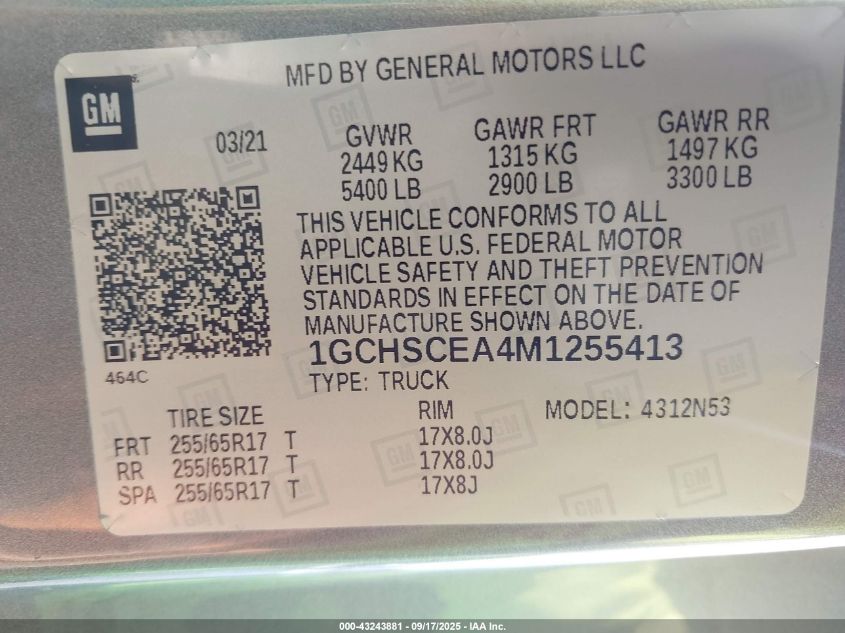 MFD BY GENERAL MOTORS LLC
GM
03/21
GVWR
2449 KG
5400 LB
GAWR FRT
1315 KG
2900 LB
GAWR RR
1497 KG
3300 LB
THIS VEHICLE CONFORMS TO ALL
APPLICABLE U.S. FEDERAL MOTOR
VEHICLE SAFETY AND THEFT PREVENTION
STANDARDS IN EFFECT ON THE DATE OF
MANUFACTURE SHOWN ABOVE.
1GCHSCEA4M1255413
TYPE: TRUCK
464C
TIRE SIZE RIM MODEL: 4312N53
FRT 255/65R17 T 17X8.0J
RR 255/65R17 T 17X8.0J
SPA 255/65R17 T 17X8J
000-43243881 - 09/17/2025 - IAA Inc.